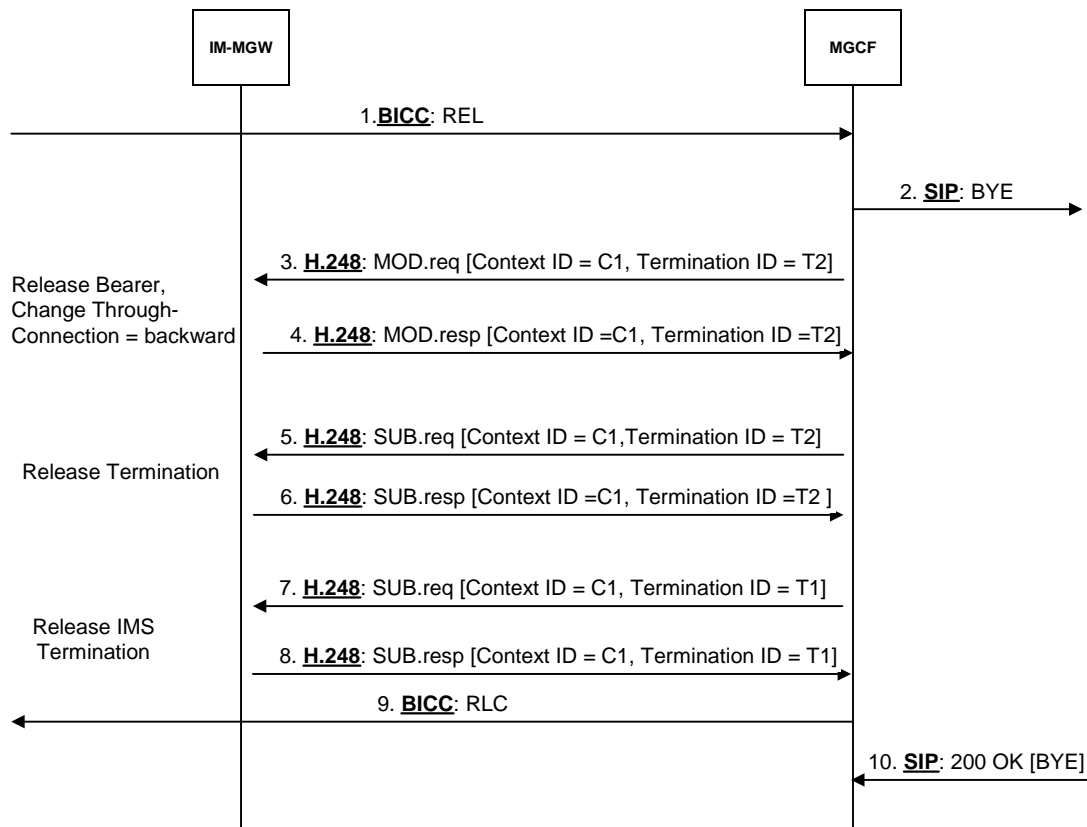 IM-MGW
MGCF
1.BICC: REL
2. SIP: BYE
3. H.248: MOD.req [Context ID = C1, Termination ID = T2]
Release Bearer,
Change Through-
Connection = backward
4. H.248: MOD.resp [Context ID =C1, Termination ID =T2]
5. H.248: SUB.req [Context ID = C1,Termination ID = T2]
Release Termination
6. H.248: SUB.resp [Context ID =C1, Termination ID =T2 ]
7. H.248: SUB.req [Context ID = C1, Termination ID = T1]
Release IMS
Termination
8. H.248: SUB.resp [Context ID = C1, Termination ID = T1]
9. BICC: RLC
10. SIP: 200 OK [BYE]